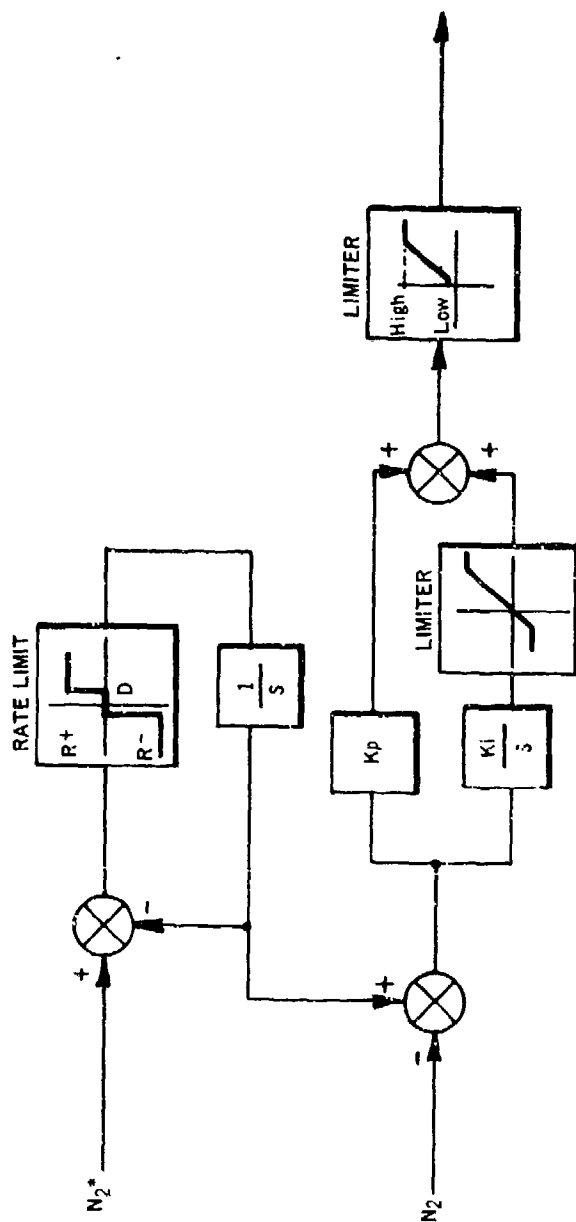 N2*
+
-
RATE LIMIT
R+
D
R-
1
S
N2
-
+
Kp
Ki
S
LIMITER
+
+
LIMITER
High
Low